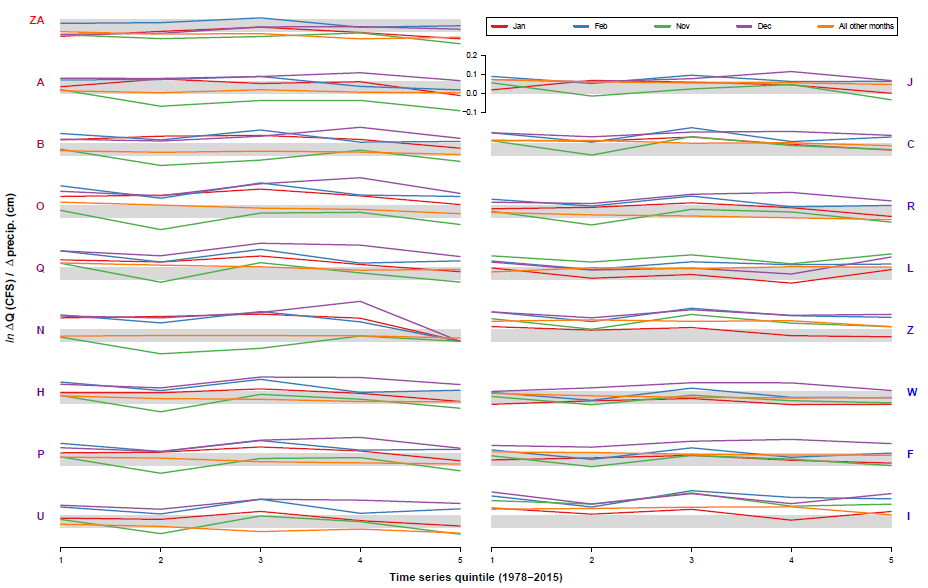 ZA
Jan Feb Nov Dec All other months
0.2
0.1
0.0
−0.1
A
J
B
C
O
R
Q
L
N
Z
H
W
P
F
U
I
ln ΔQ (CFS) / Δ precip. (cm)
1 2 3 4 5 1 2 3 4 5
Time series quintile (1978−2015)